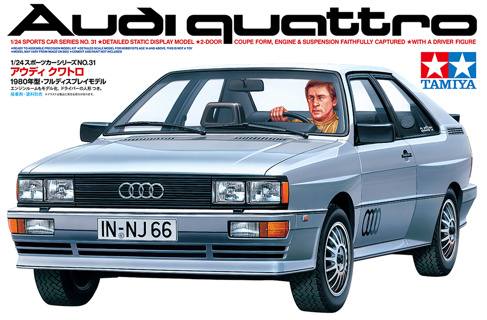 Audi quattro
1/24 SPORTS CAR SERIES NO.31 ★DETAILED STATIC DISPLAY MODEL ★2-DOOR COUPE FORM, ENGINE & SUSPENSION FAITHFULLY CAPTURED ★WITH A DRIVER FIGURE
1/24スポーツカーシリーズNO.31
アウディ クワトロ
1980年型・フルディスプレイモデル
エンジンルームもモデル化。ドライバーの人形つき。
TAMIYA
IN-NJ 66
quattro